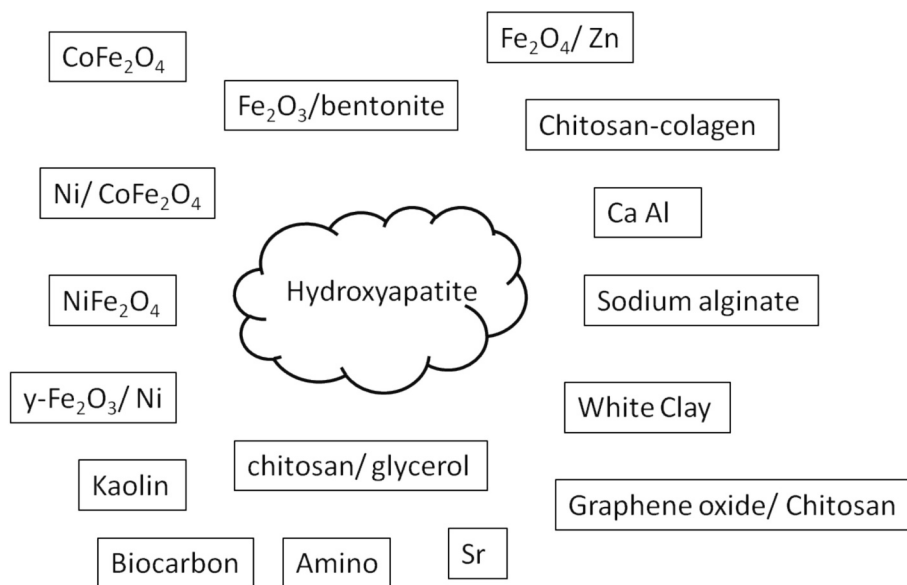 Fe₂O₄/ Zn
CoFe₂O₄
Fe₂O₃/bentonite
Chitosan-colagen
Ni/ CoFe₂O₄
Ca Al
Hydroxyapatite
NiFe₂O₄
Sodium alginate
y-Fe₂O₃/ Ni
White Clay
chitosan/ glycerol
Kaolin
Graphene oxide/ Chitosan
Biocarbon
Amino
Sr